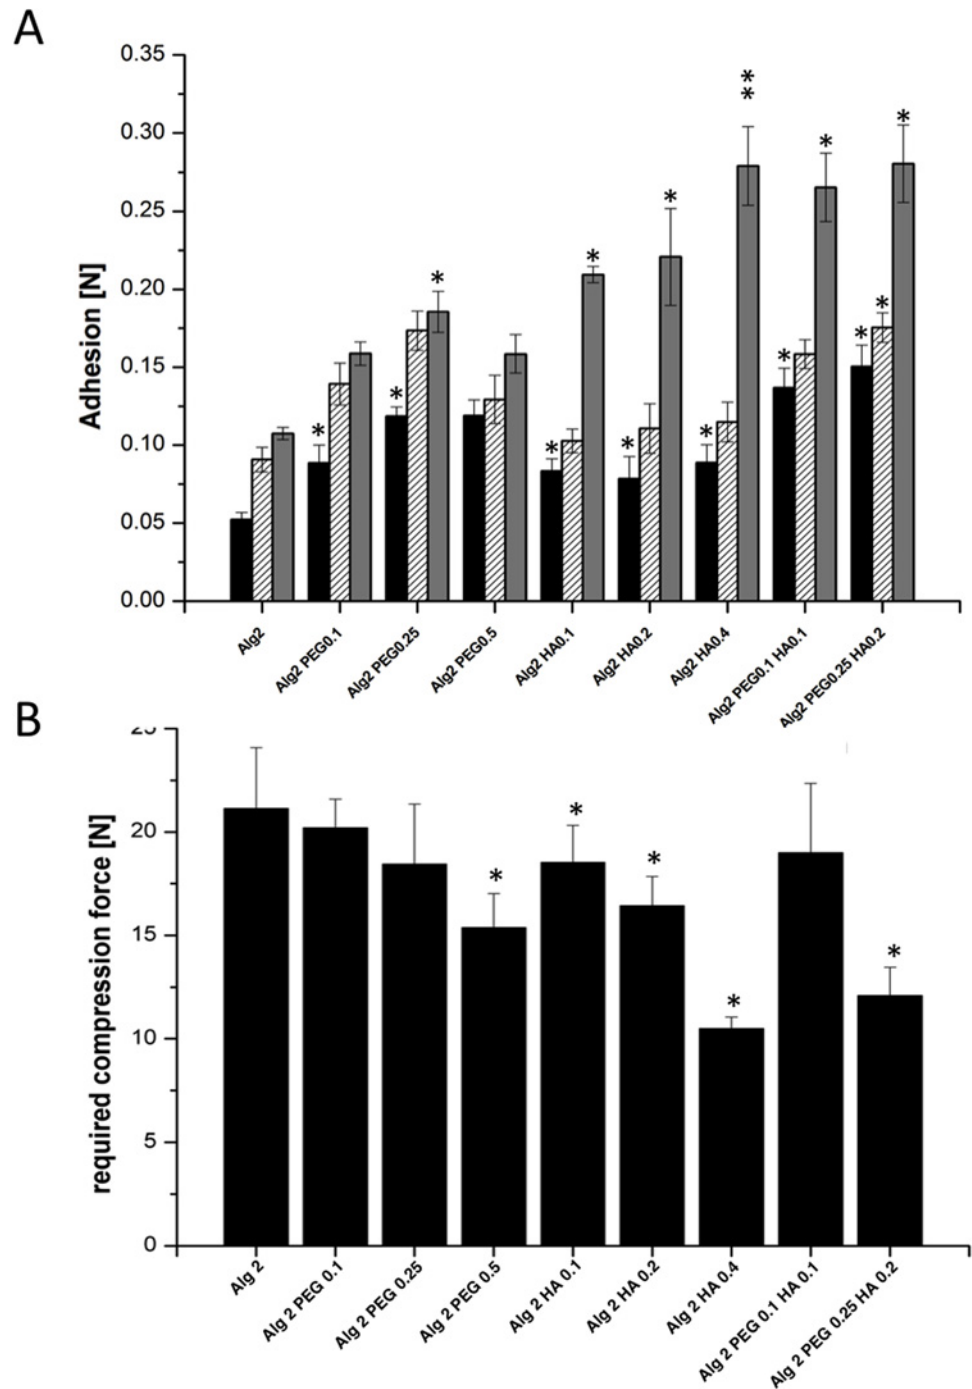 A
0.35
0.30
0.25
0.20
0.15
0.10
0.05
0.00
Adhesion [N]
*
*
*
*
*
*
*
*
*
**
*
*
*
*
*
Alg2
Alg2 PEG0.1
Alg2 PEG0.25
Alg2 PEG0.5
Alg2 HA0.1
Alg2 HA0.2
Alg2 HA0.4
Alg2 PEG0.1 HA0.1
Alg2 PEG0.25 HA0.2
B
25
20
15
10
5
0
required compression force [N]
*
*
*
*
*
Alg 2
Alg 2 PEG 0.1
Alg 2 PEG 0.25
Alg 2 PEG 0.5
Alg 2 HA 0.1
Alg 2 HA 0.2
Alg 2 HA 0.4
Alg 2 PEG 0.1 HA 0.1
Alg 2 PEG 0.25 HA 0.2